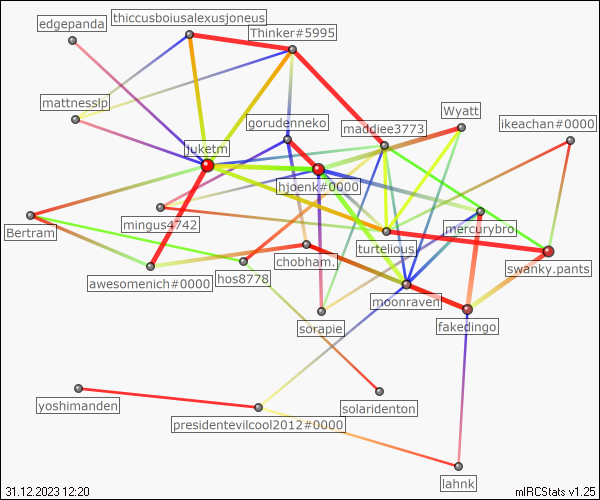 thiccusboiusalexusjoneus
edgepanda
Thinker#5995
mattnesslp
Wyatt
gorudenneko
ikeachan#0000
maddiee3773
juketrn
hjoenk#0000
mingus4742
mercurybro.
Bertram
turtelious.
chobham.
swanky.pants
hos8778
awesomenich#0000
moonraven
sorapie
fakedingo
yoshimanden
solaridenton
presidentevilcool2012#0000
lahnk
31.12.2023 12:20
mIRCStats v1.25